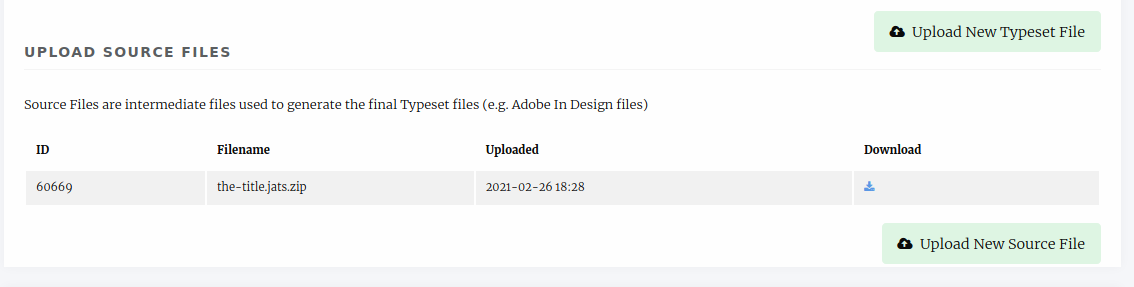 Upload New Typeset File
UPLOAD SOURCE FILES
Source Files are intermediate files used to generate the final Typeset files (e.g. Adobe In Design files)
ID Filename Uploaded Download
60669 the-title.jats.zip 2021-02-26 18:28
Upload New Source File